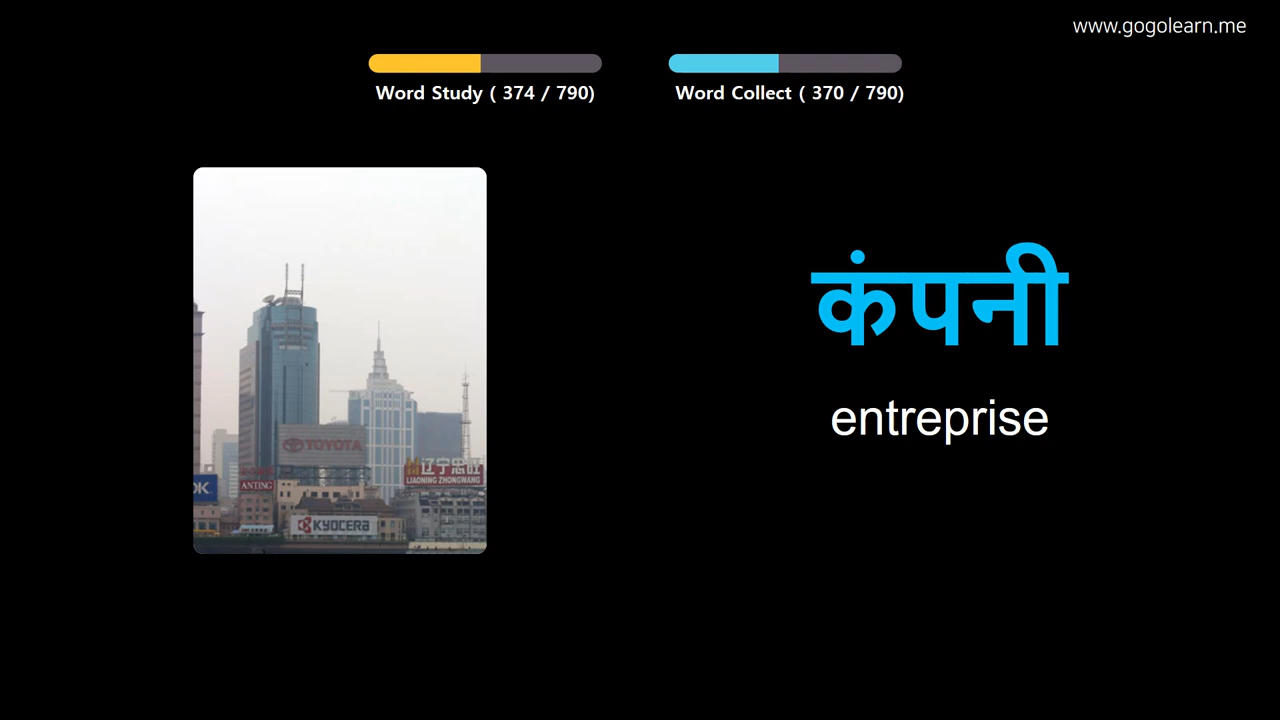 www.gogolearn.me
Word Study ( 374 / 790)
Word Collect ( 370 / 790)
कंपनी
entreprise
TOYOTA
辽宁忠旺
LIAONING ZHONGWANG
ANTING
OK
KYOCERA